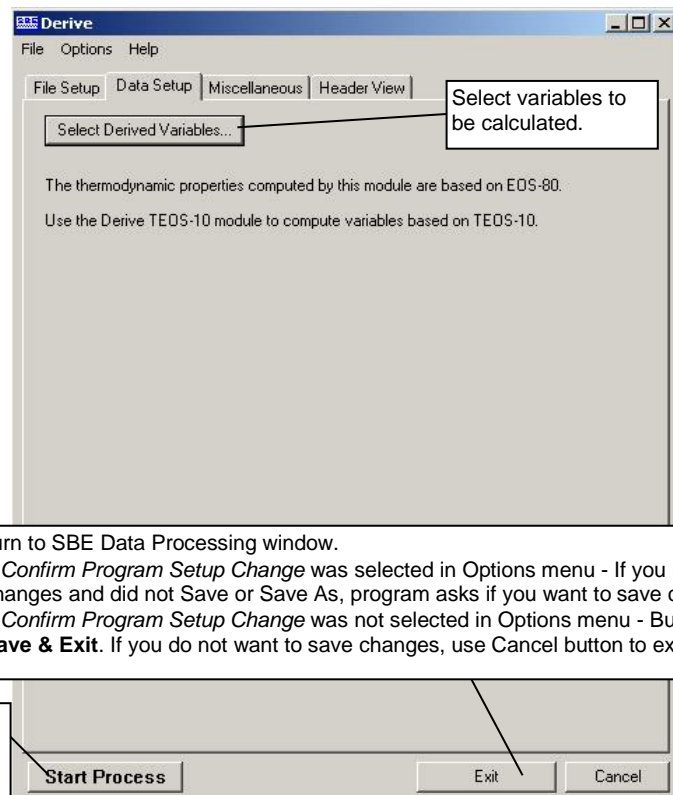 SBE Derive
File Options Help
File Setup Data Setup Miscellaneous Header View
Select variables to
be calculated.
Select Derived Variables...
The thermodynamic properties computed by this module are based on EOS-80.
Use the Derive TEOS-10 module to compute variables based on TEOS-10.
to SBE Data Processing window.
Confirm Program Setup Change was selected in Options menu - If you
and did not Save or Save As, program asks if you want to save
Confirm Program Setup Change was not selected in Options menu -
& Exit. If you do not want to save changes, use Cancel button to
Start Process Exit Cancel